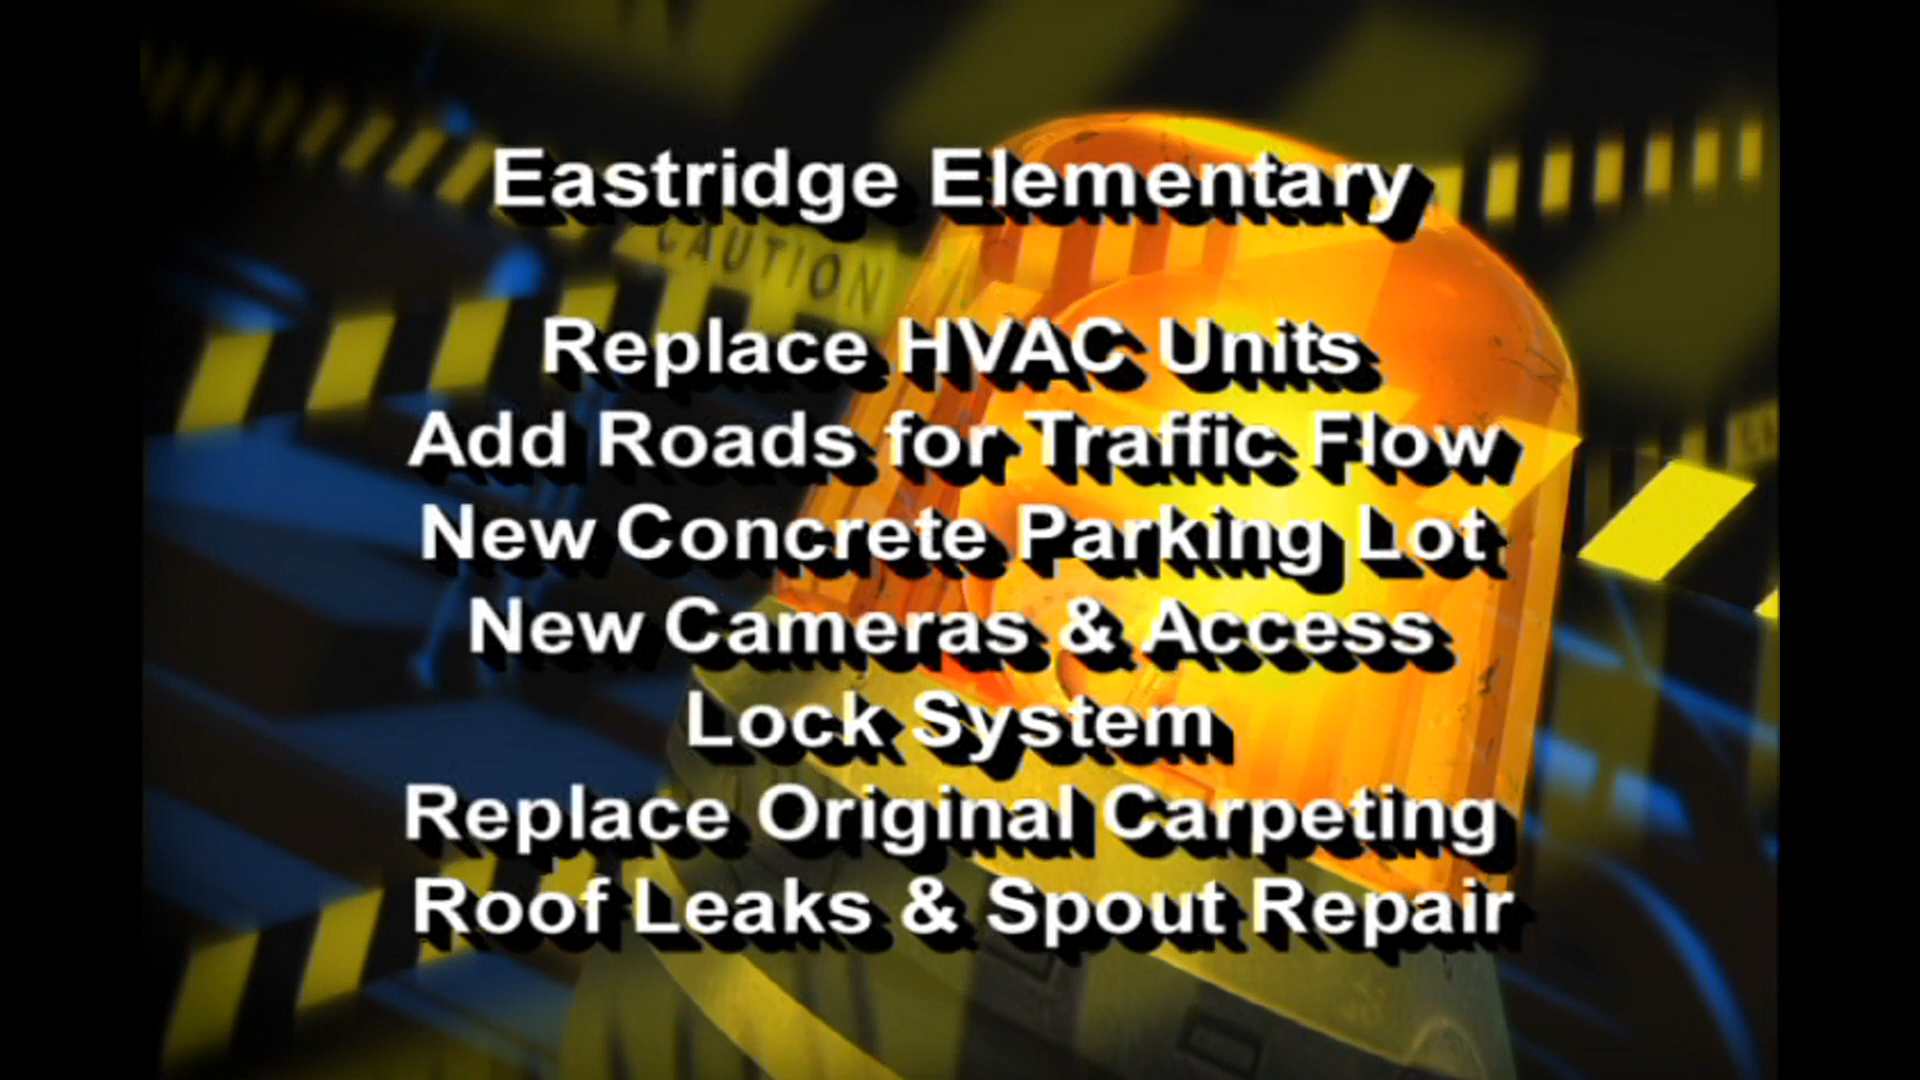 Eastridge Elementary
CAUTION
Replace HVAC Units
Add Roads for Traffic Flow
New Concrete Parking Lot
New Cameras & Access
Lock System
Replace Original Carpeting
Roof Leaks & Spout Repair